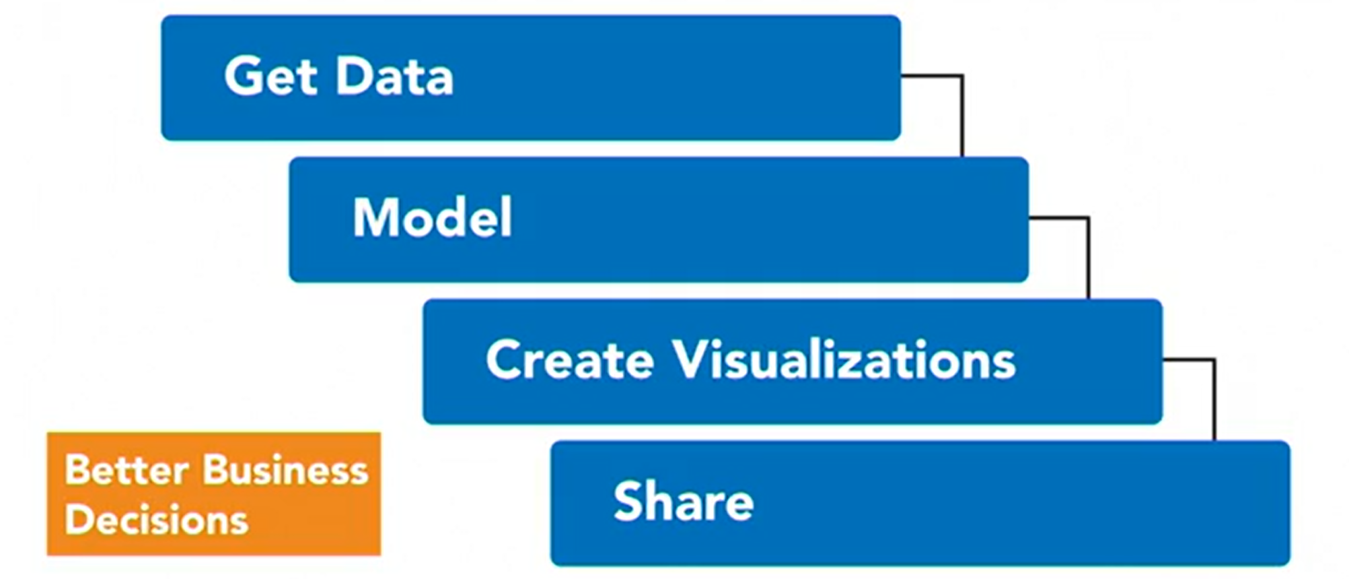 Get Data
Model
Create Visualizations
Share
Better Business
Decisions